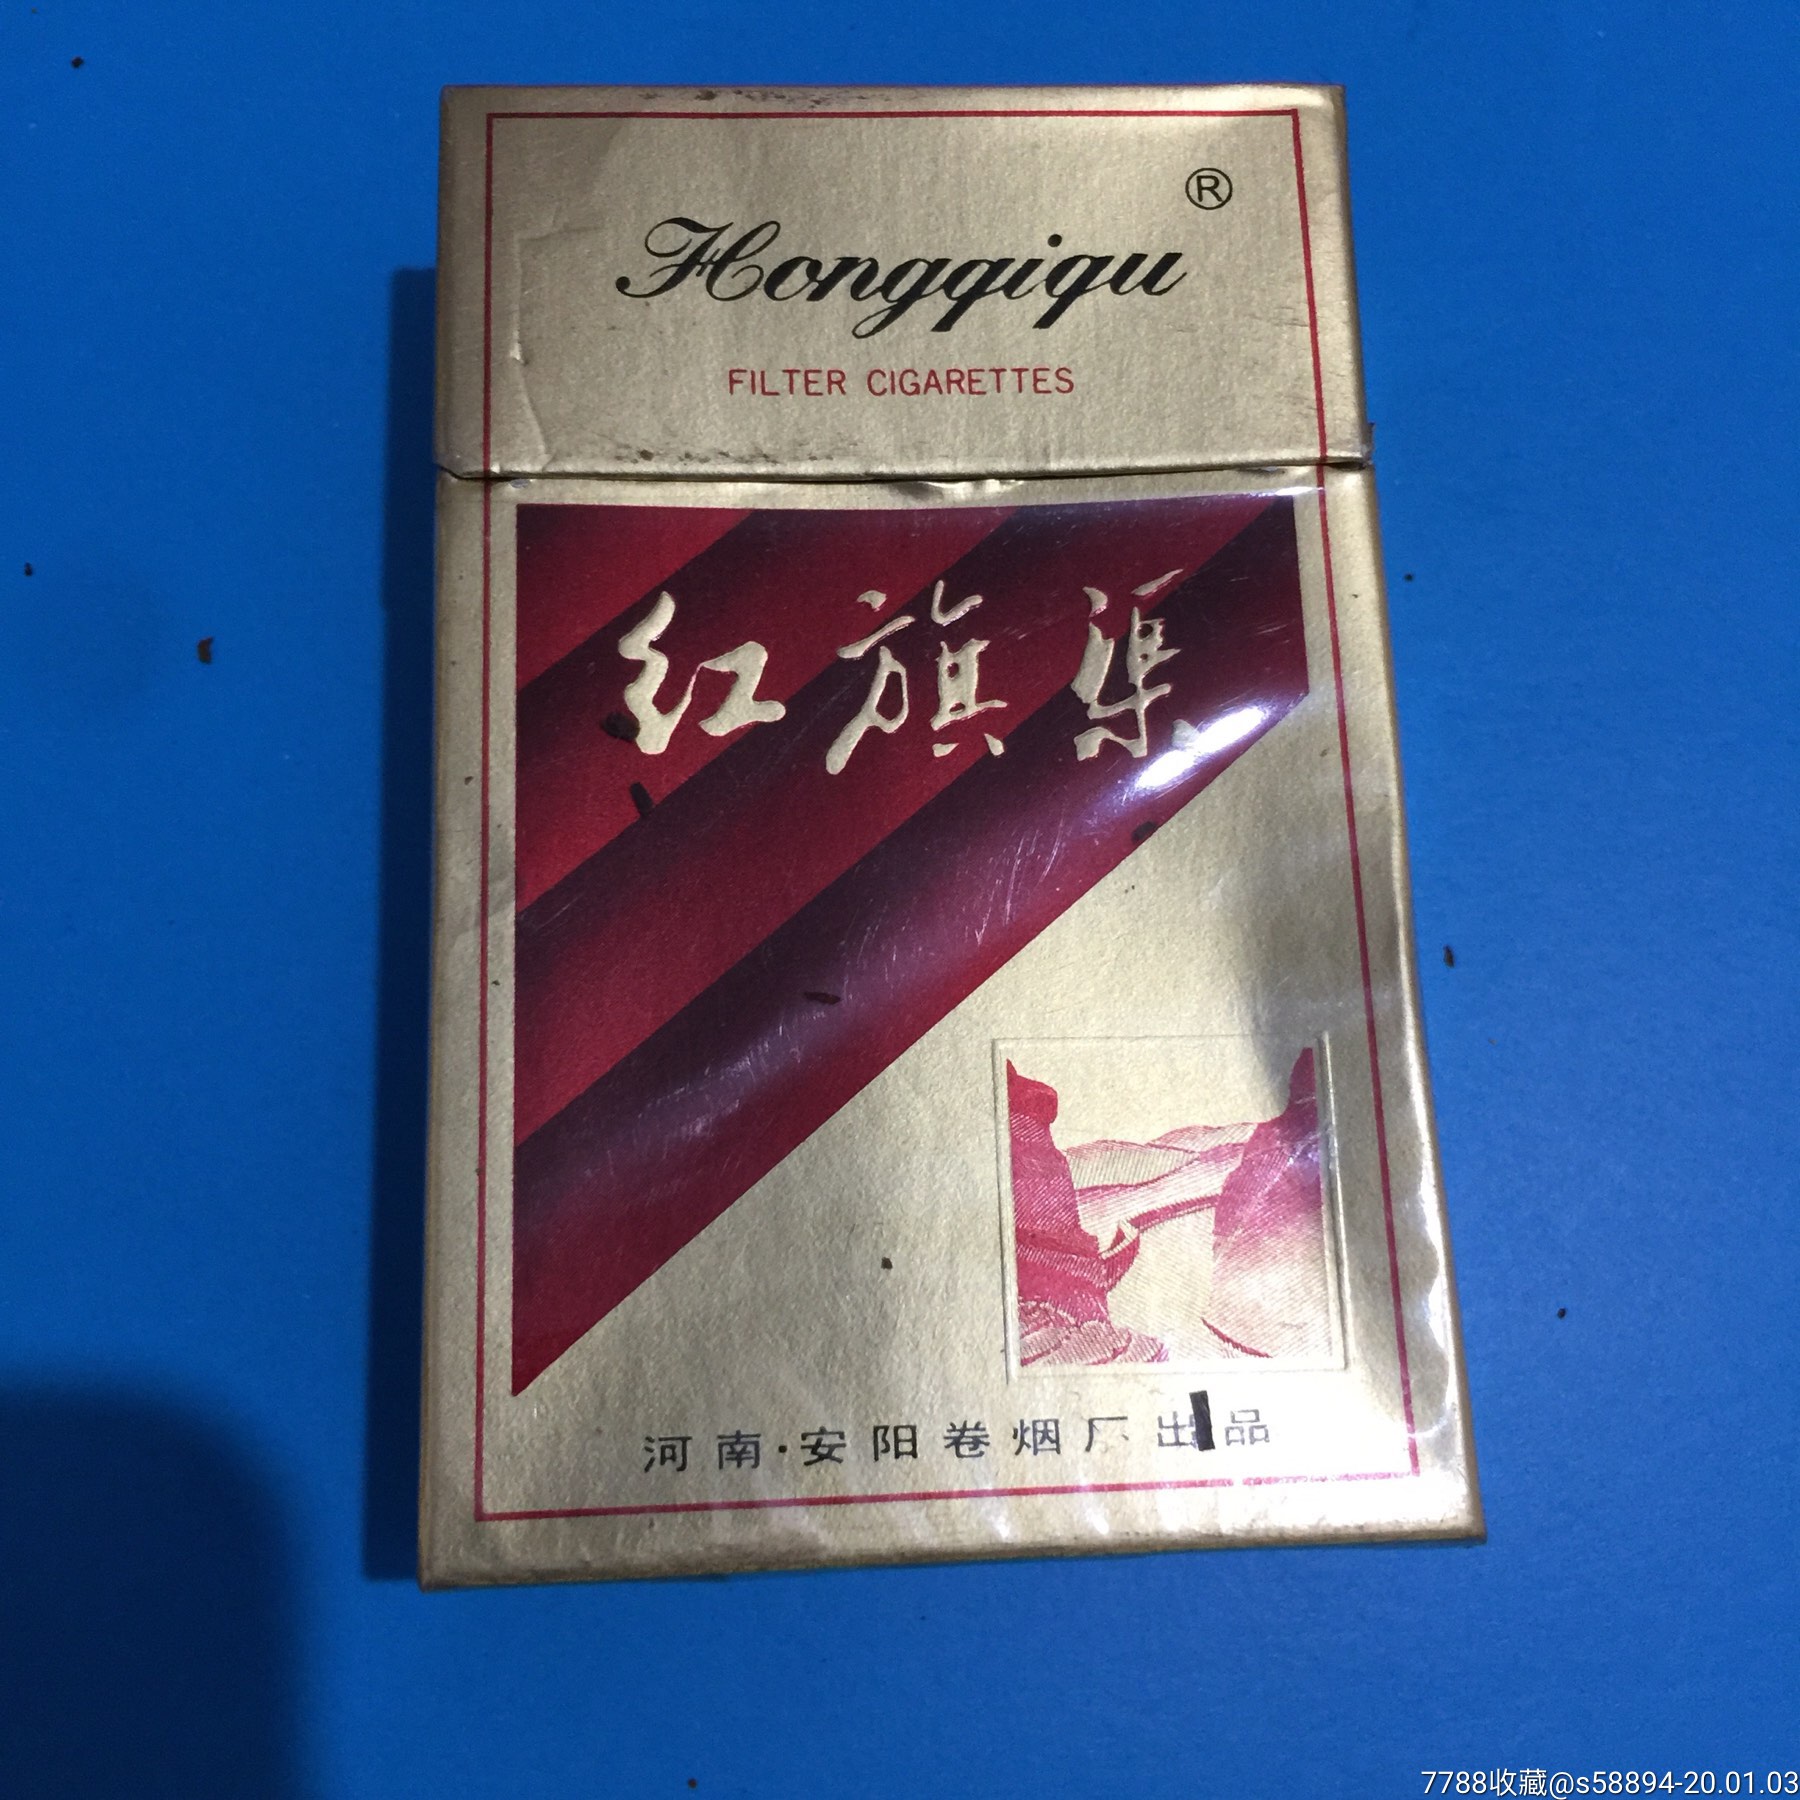 ®
Hongqiqu
FILTER CIGARETTES
红旗渠
河南·安阳卷烟厂出品
7788收藏@s58894-20.01.03